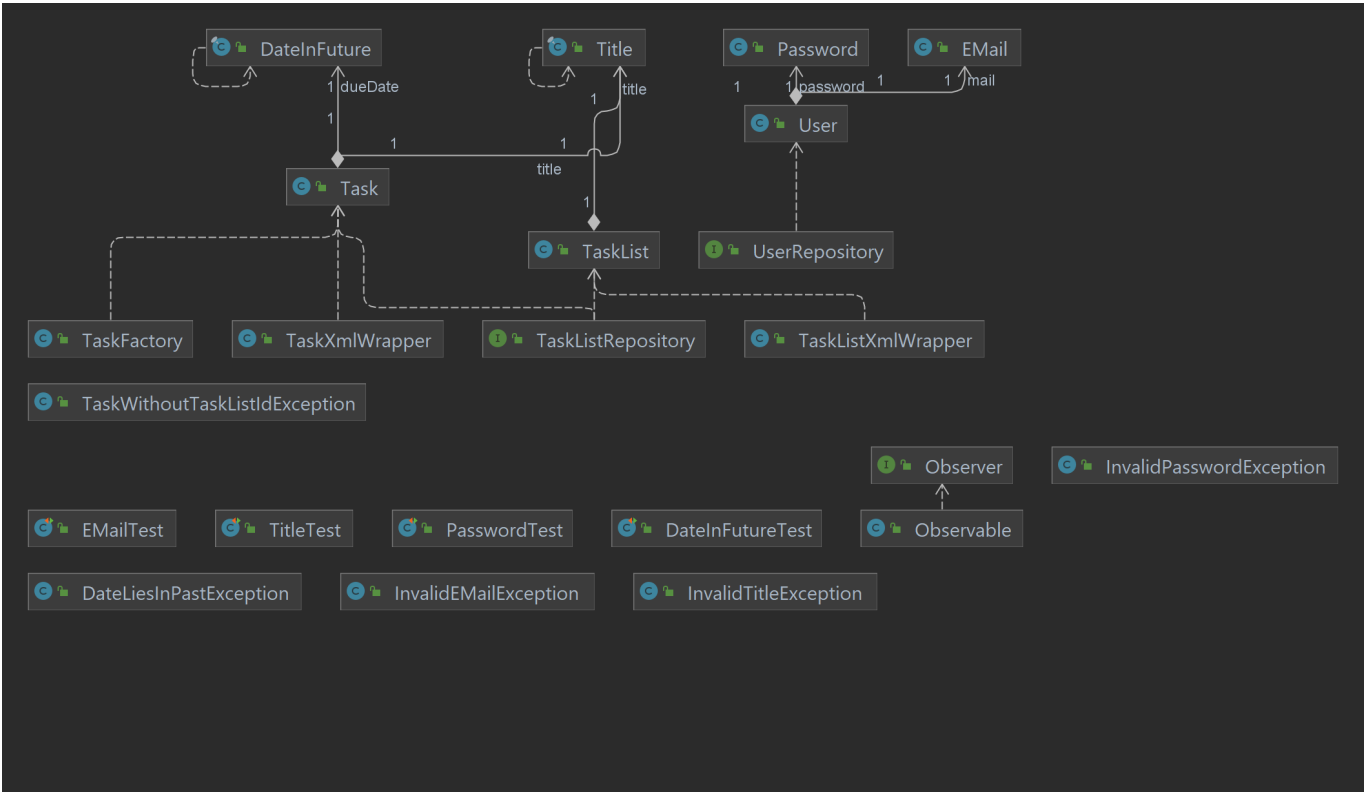 DateInFuture
Title
Password
EMail
1 dueDate
title
1
1
1 password
1
1 mail
1
1
User
1
1
title
Task
1
TaskList
UserRepository
TaskFactory
TaskXmlWrapper
TaskListRepository
TaskListXmlWrapper
TaskWithoutTaskListIdException
Observer
InvalidPasswordException
EMailTest
TitleTest
PasswordTest
DateInFutureTest
Observable
DateLiesInPastException
InvalidEMailException
InvalidTitleException